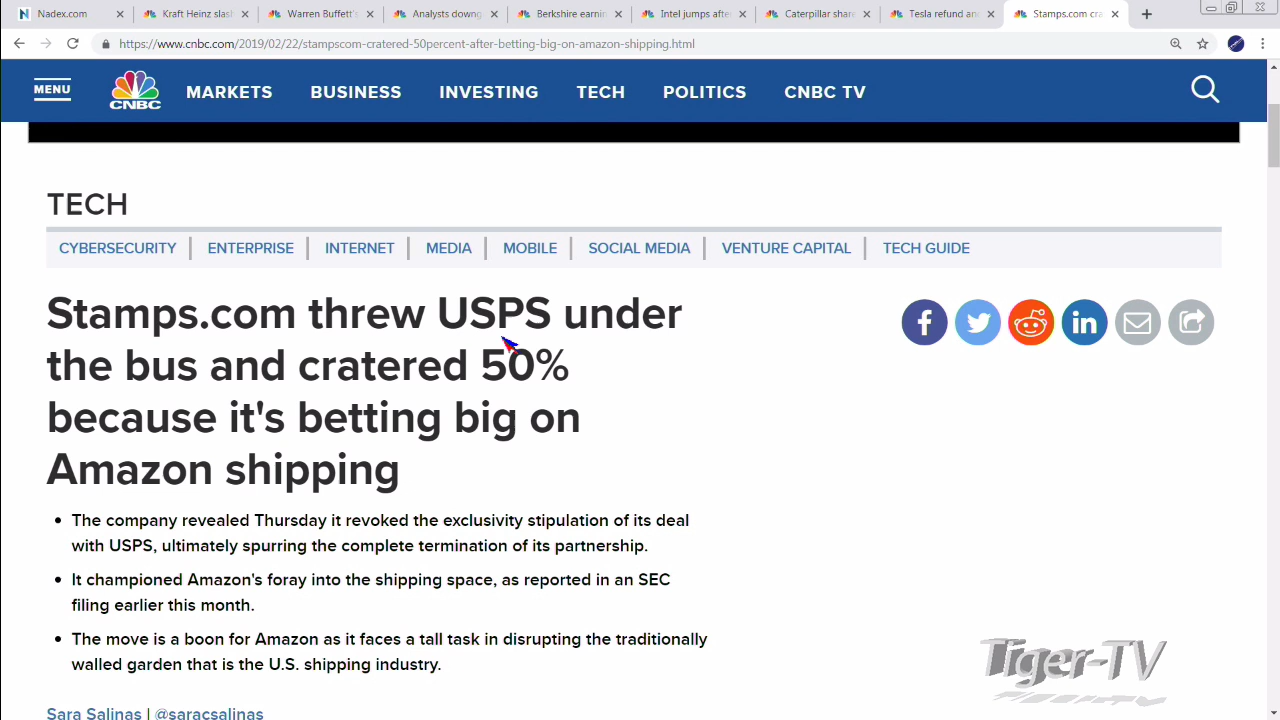 Nadex.com
Kraft Heinz slash
Warren Buffett's
Analysts downg
Berkshire earnin
Intel jumps after
Caterpillar share
Tesla refund and
Stamps.com cra
https://www.cnbc.com/2019/02/22/stampscom-cratered-50percent-after-betting-big-on-amazon-shipping.html
MENU
CNBC
MARKETS
BUSINESS
INVESTING
TECH
POLITICS
CNBC TV
TECH
CYBERSECURITY
ENTERPRISE
INTERNET
MEDIA
MOBILE
SOCIAL MEDIA
VENTURE CAPITAL
TECH GUIDE
Stamps.com threw USPS under
the bus and cratered 50%
because it's betting big on
Amazon shipping
The company revealed Thursday it revoked the exclusivity stipulation of its deal
with USPS, ultimately spurring the complete termination of its partnership.
It championed Amazon's foray into the shipping space, as reported in an SEC
filing earlier this month.
The move is a boon for Amazon as it faces a tall task in disrupting the traditionally
walled garden that is the U.S. shipping industry.
Sara Salinas | @saracsalinas
Tiger-TV